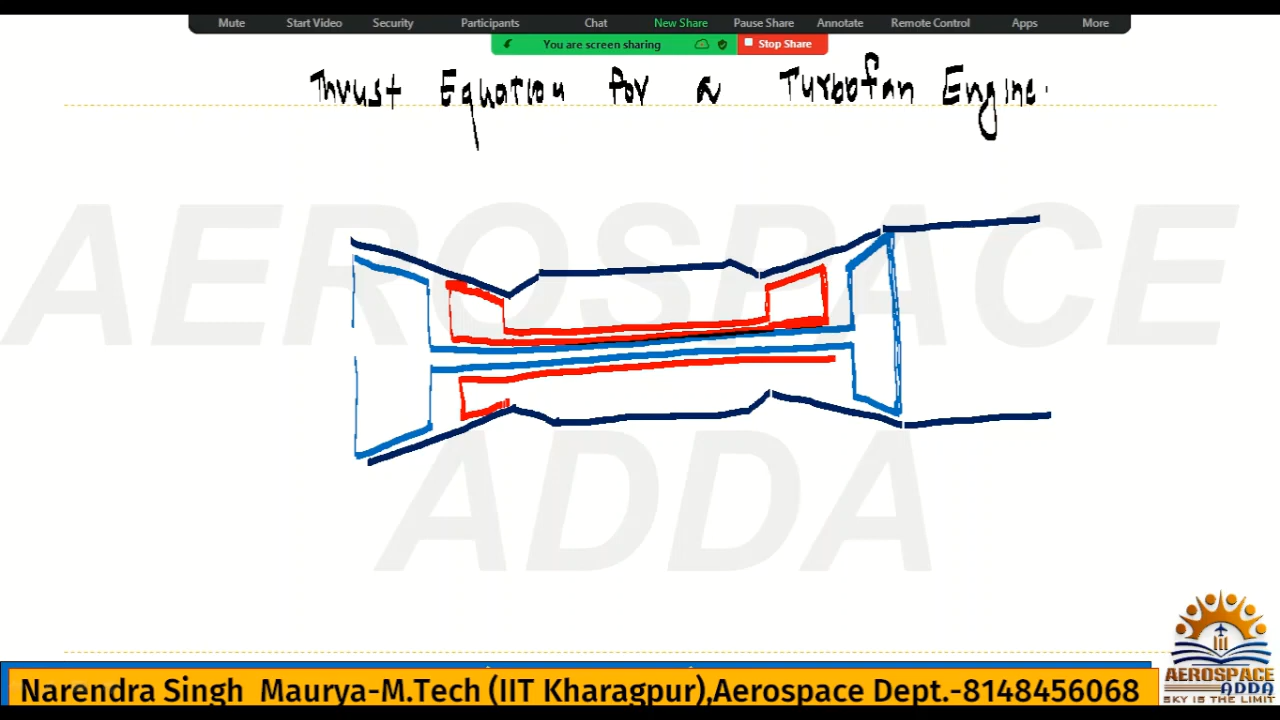 Mute Start Video Security Participants Chat New Share Pause Share Annotate Remote Control Apps More
You are screen sharing Stop Share
Thrust Equation for a Turbofan Engine.
AEROSPACE
ADDA
AEROSPACE
ADDA
SKY IS THE LIMIT
Narendra Singh Maurya-M.Tech (IIT Kharagpur),Aerospace Dept.-8148456068